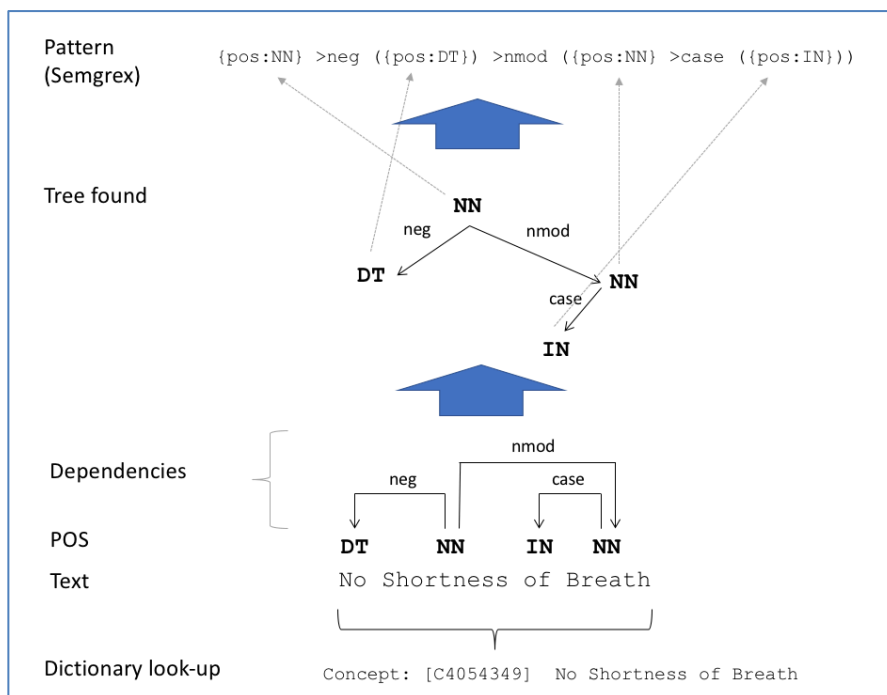 Pattern
(Semgrex)
{pos:NN} >neg ({pos:DT}) >nmod ({pos:NN} >case ({pos:IN}))
Tree found
NN
neg
nmod
DT
NN
case
IN
Dependencies
nmod
neg
case
POS
DT NN IN NN
Text
No Shortness of Breath
Dictionary look-up
Concept: [C4054349] No Shortness of Breath